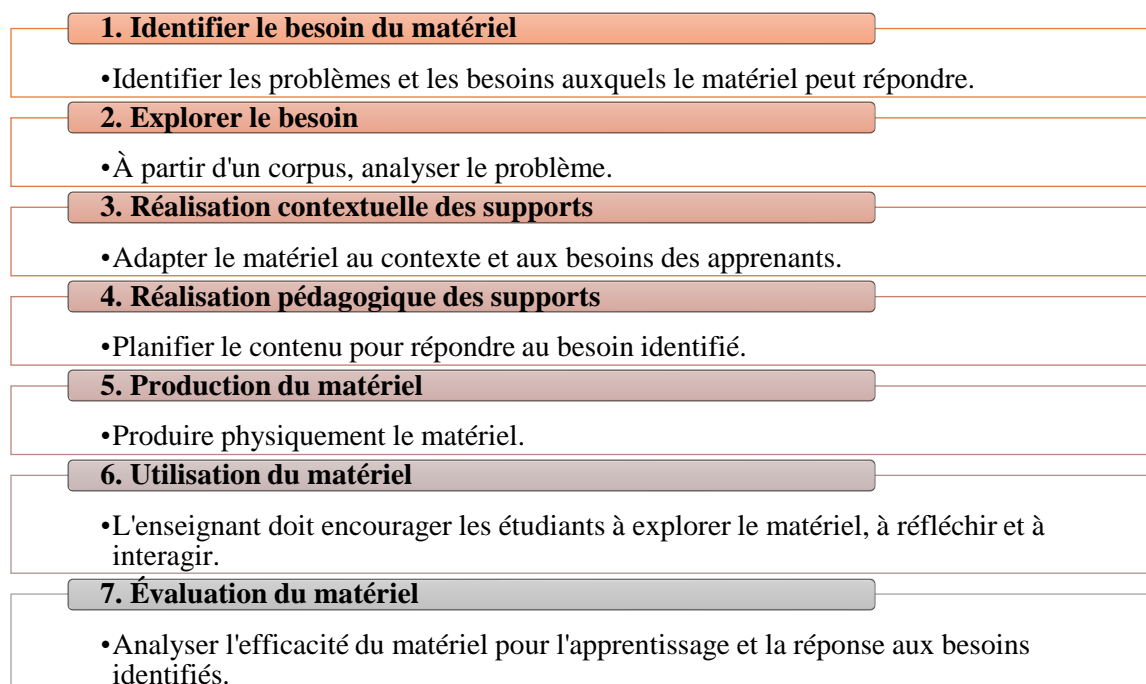 1. Identifier le besoin du matériel
•Identifier les problèmes et les besoins auxquels le matériel peut répondre.
2. Explorer le besoin
•À partir d'un corpus, analyser le problème.
3. Réalisation contextuelle des supports
•Adapter le matériel au contexte et aux besoins des apprenants.
4. Réalisation pédagogique des supports
•Planifier le contenu pour répondre au besoin identifié.
5. Production du matériel
•Produire physiquement le matériel.
6. Utilisation du matériel
•L'enseignant doit encourager les étudiants à explorer le matériel, à réfléchir et à
interagir.
7. Évaluation du matériel
•Analyser l'efficacité du matériel pour l'apprentissage et la réponse aux besoins
identifiés.